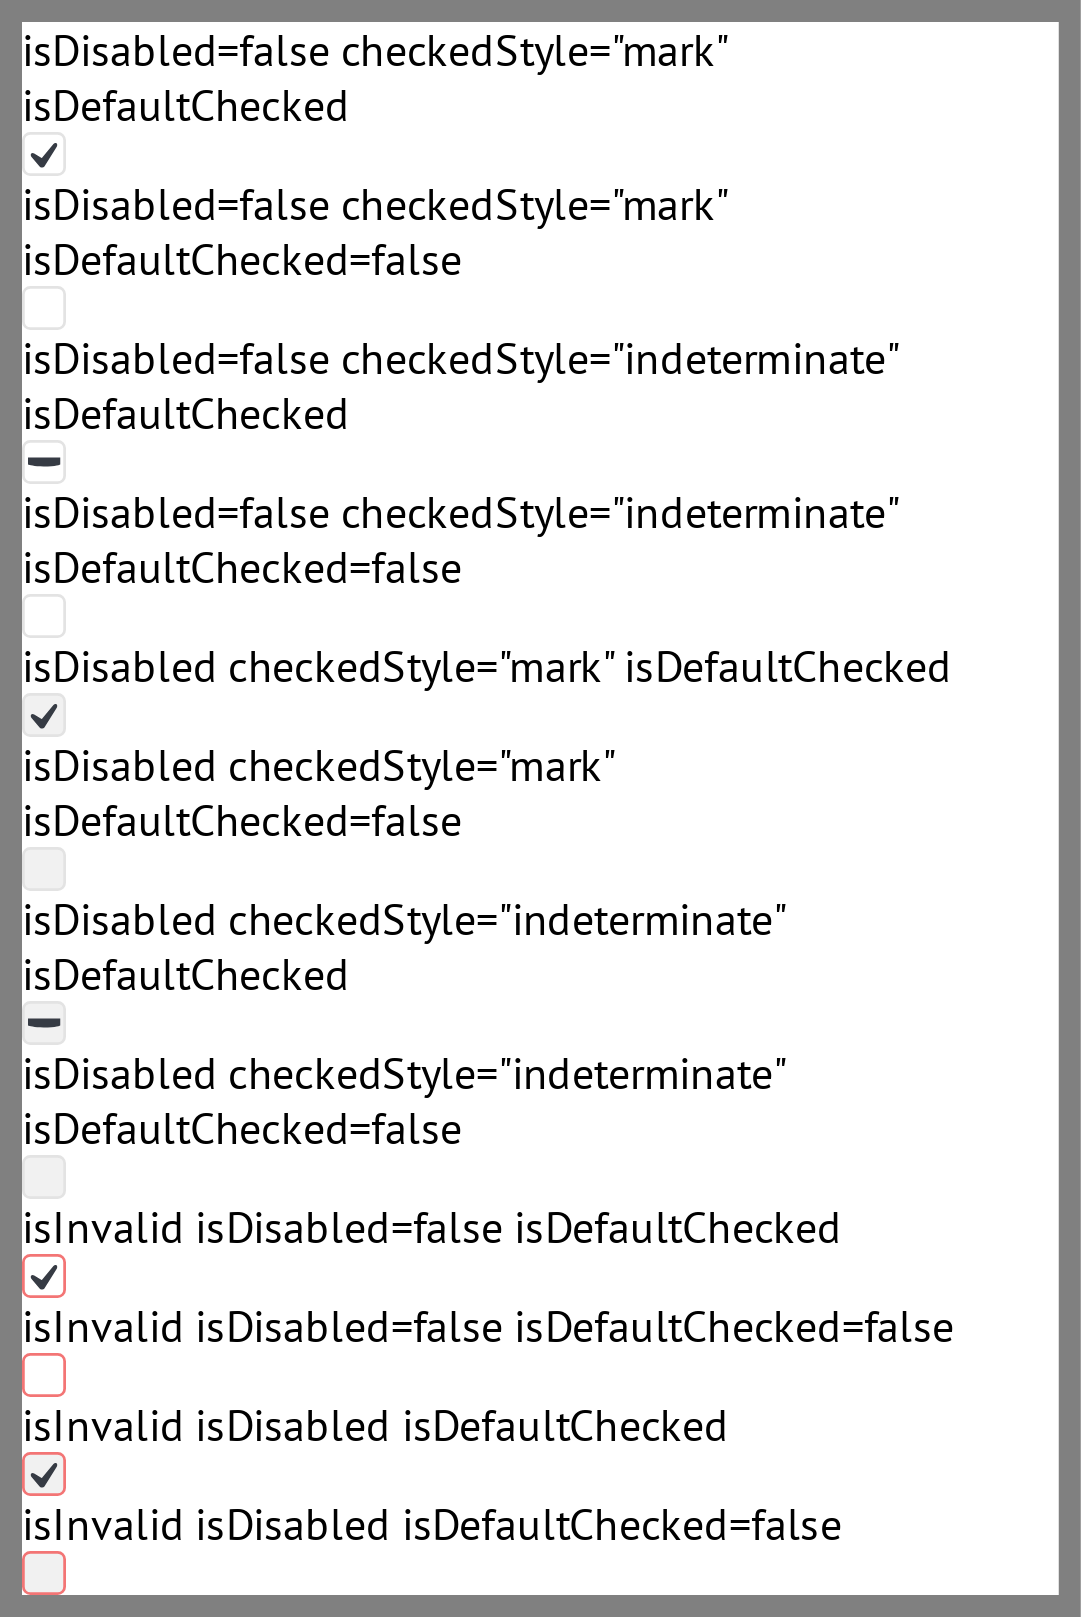 isDisabled=false checkedStyle="mark"
isDefaultChecked
isDisabled=false checkedStyle="mark"
isDefaultChecked=false
isDisabled=false checkedStyle="indeterminate"
isDefaultChecked
isDisabled=false checkedStyle="indeterminate"
isDefaultChecked=false
isDisabled checkedStyle="mark" isDefaultChecked
isDisabled checkedStyle="mark"
isDefaultChecked=false
isDisabled checkedStyle="indeterminate"
isDefaultChecked
isDisabled checkedStyle="indeterminate"
isDefaultChecked=false
isInvalid isDisabled=false isDefaultChecked
isInvalid isDisabled=false isDefaultChecked=false
isInvalid isDisabled isDefaultChecked
isInvalid isDisabled isDefaultChecked=false